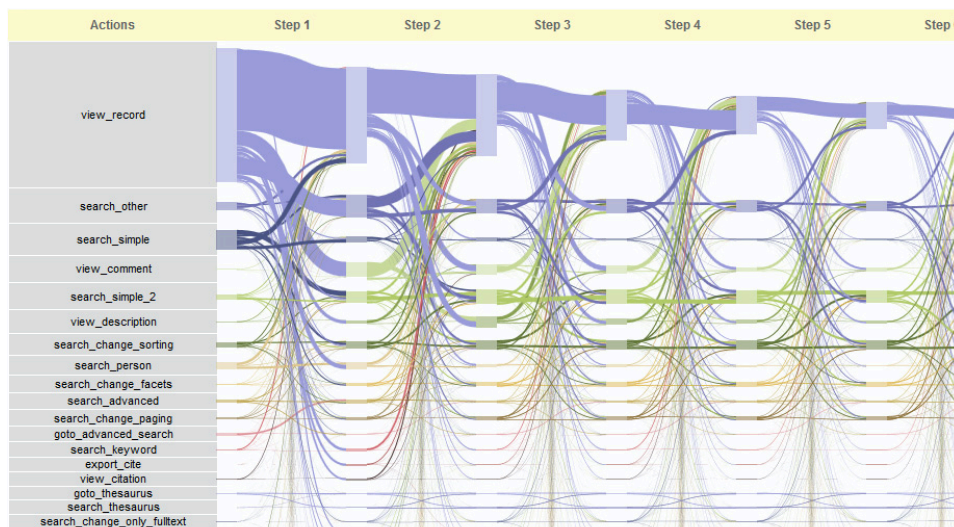 Actions Step 1 Step 2 Step 3 Step 4 Step 5 Step
view_record
search_other
search_simple
view_comment
search_simple_2
view_description
search_change_sorting
search_person
search_change_facets
search_advanced
search_change_paging
goto_advanced_search
search_keyword
export_cite
view_citation
goto_thesaurus
search_thesaurus
search_change_only_fulltext